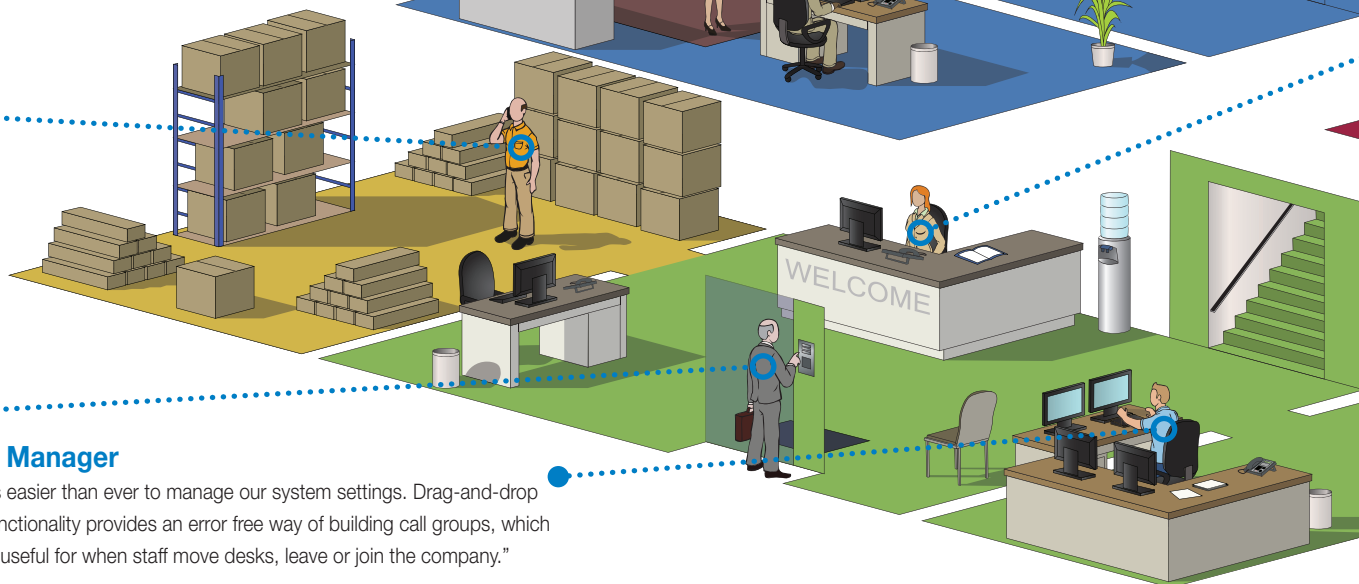 WELCOME
Manager
easier than ever to manage our system settings. Drag-and-drop
provides an error free way of building call groups, which
useful for when staff move desks, leave or join the company.”